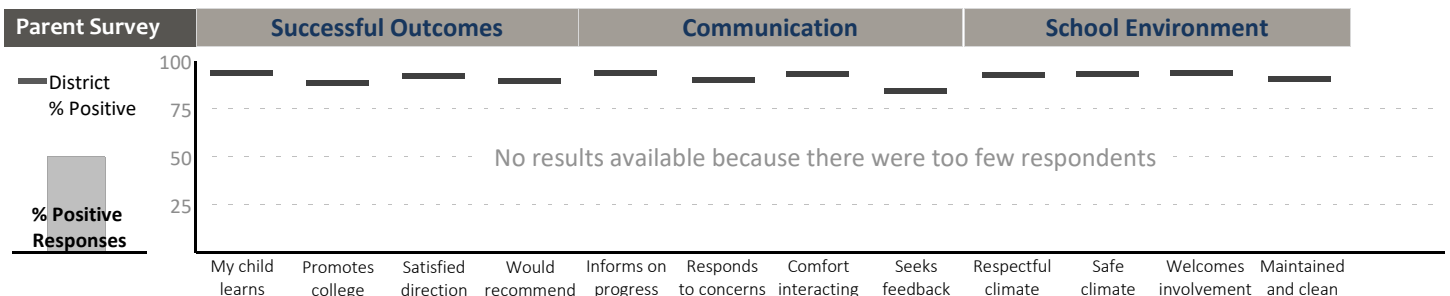 Parent Survey
Successful Outcomes
Communication
School Environment
District
% Positive
% Positive
Responses
100
75
50
25
No results available because there were too few respondents
My child
learns
Promotes
college
Satisfied
direction
Would
recommend
Informs on
progress
Responds
to concerns
Comfort
interacting
Seeks
feedback
Respectful
climate
Safe
climate
Welcomes
involvement
Maintained
and clean